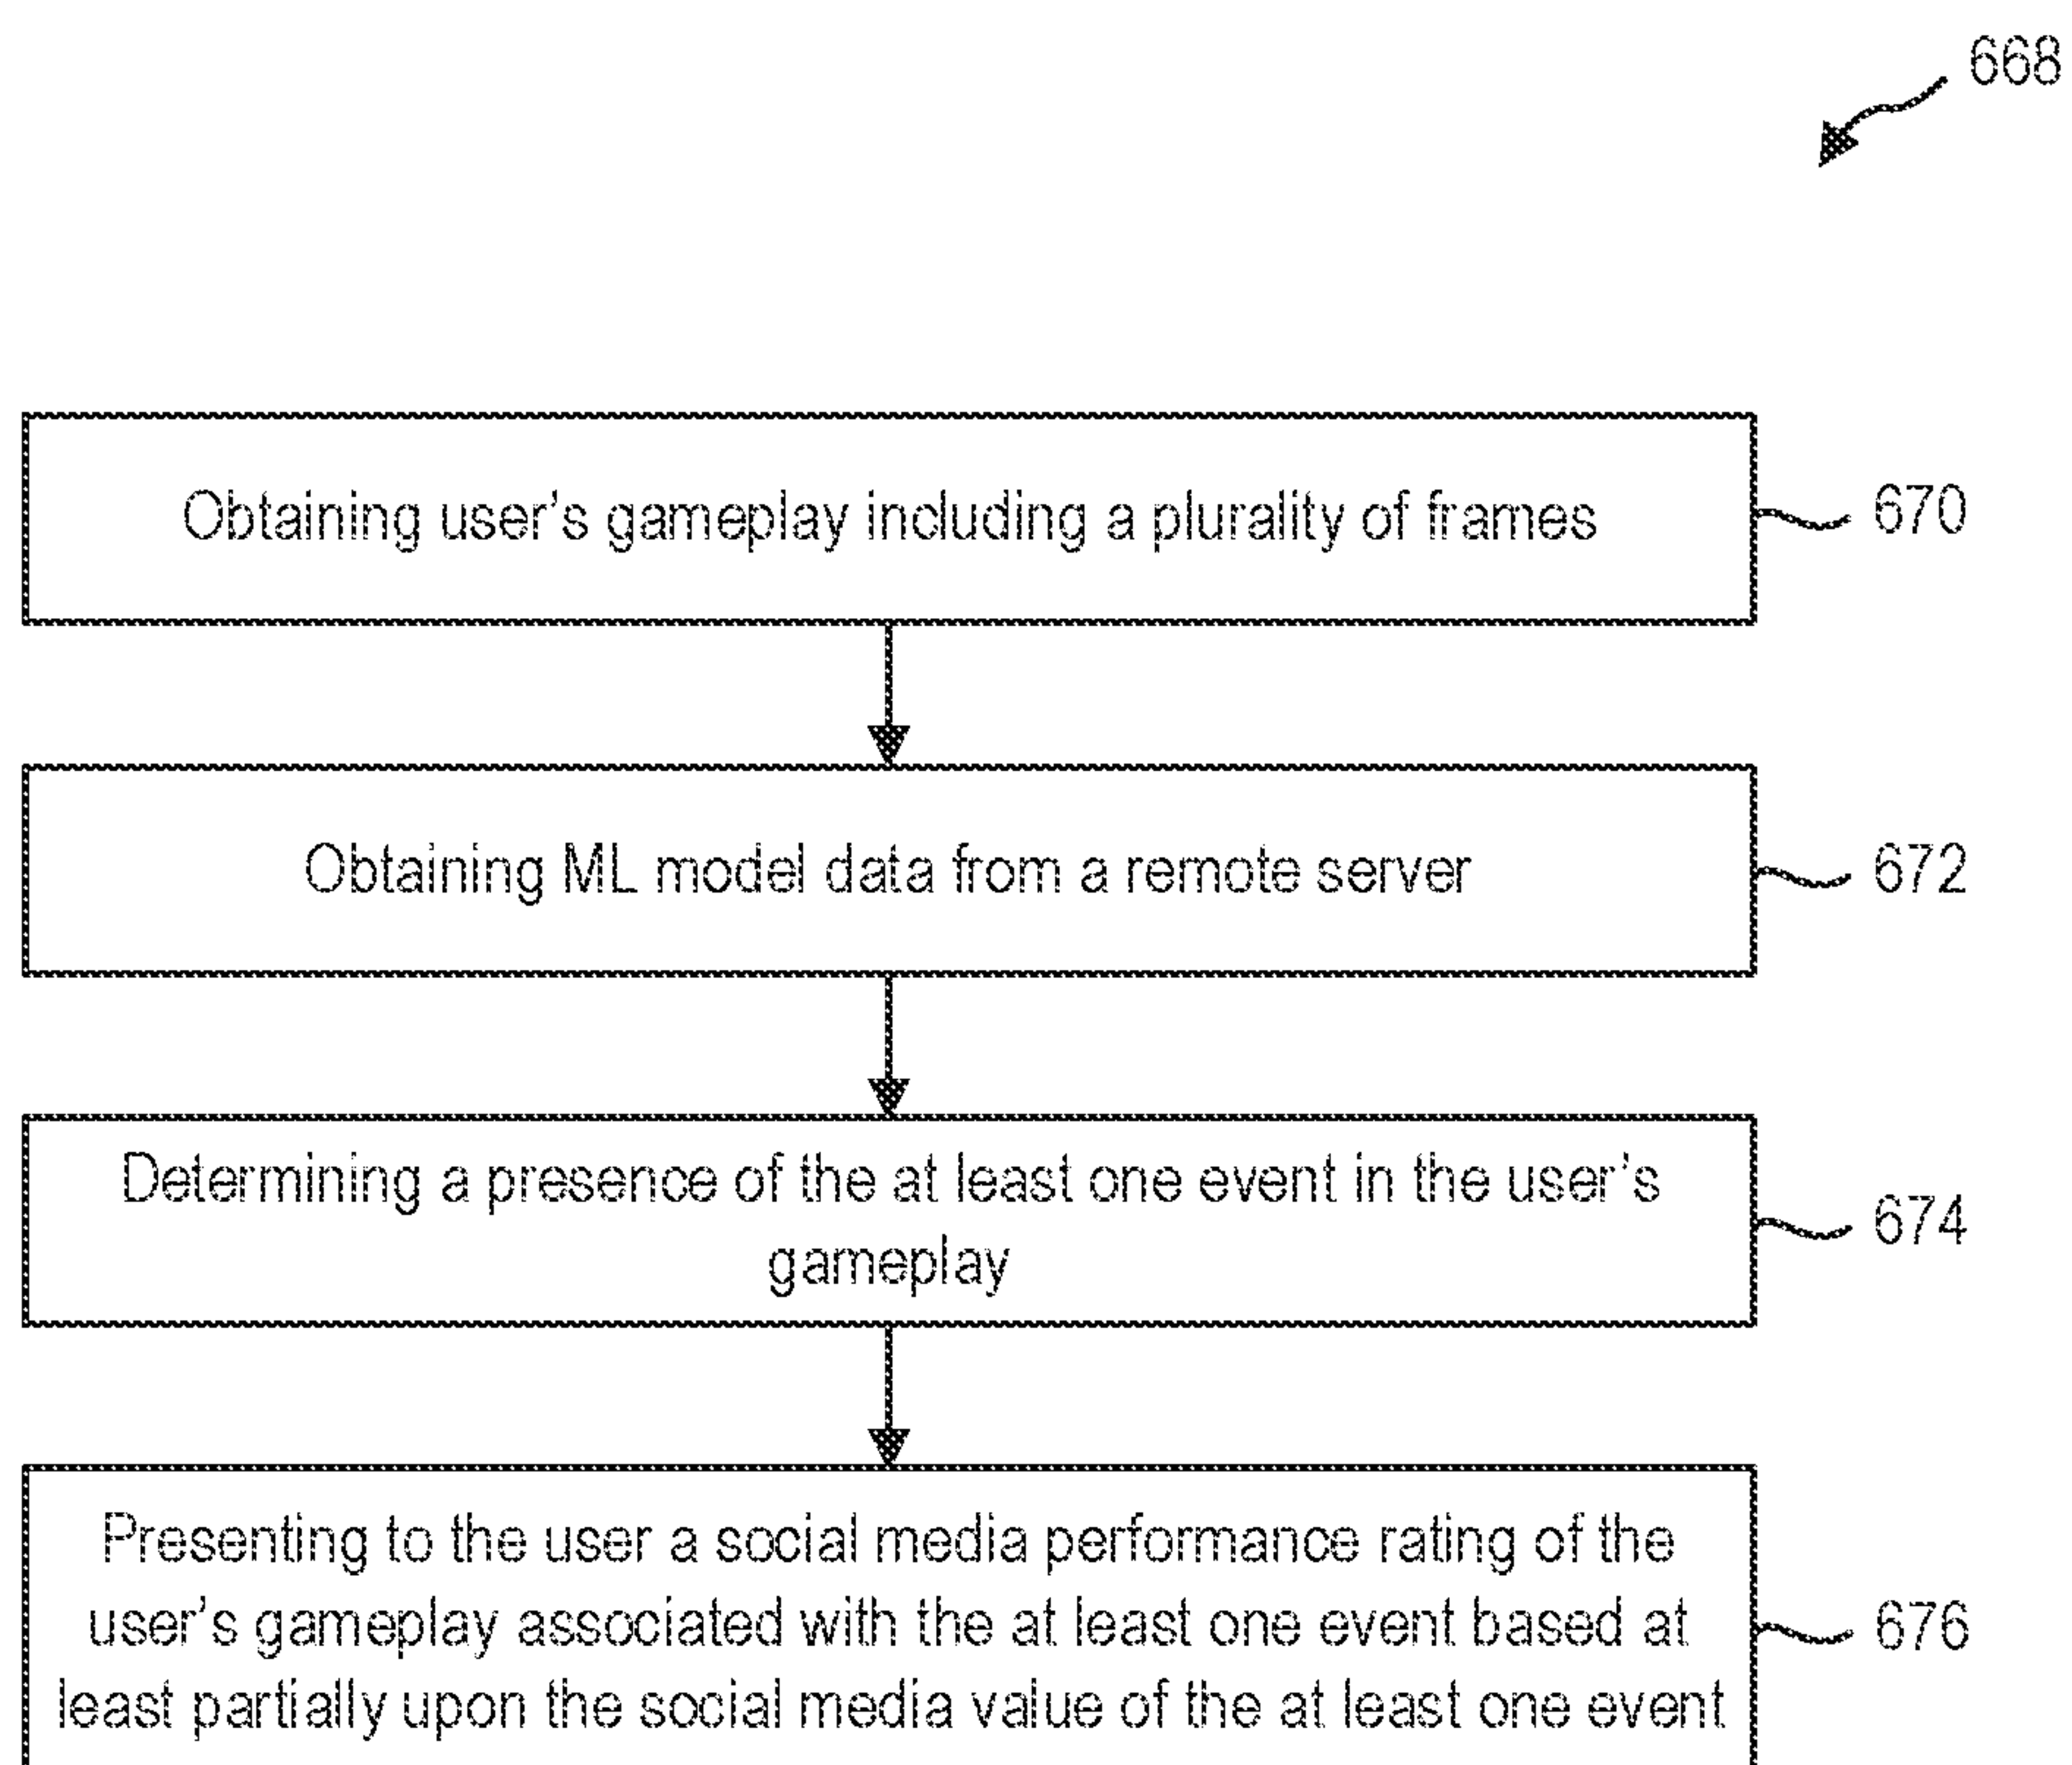 668
Obtaining user's gameplay including a plurality of frames
670
Obtaining ML model data from a remote server
672
Determining a presence of the at least one event in the user's
gameplay
674
Presenting to the user a social media performance rating of the
user's gameplay associated with the at least one event based at
least partially upon the social media value of the at least one event
676